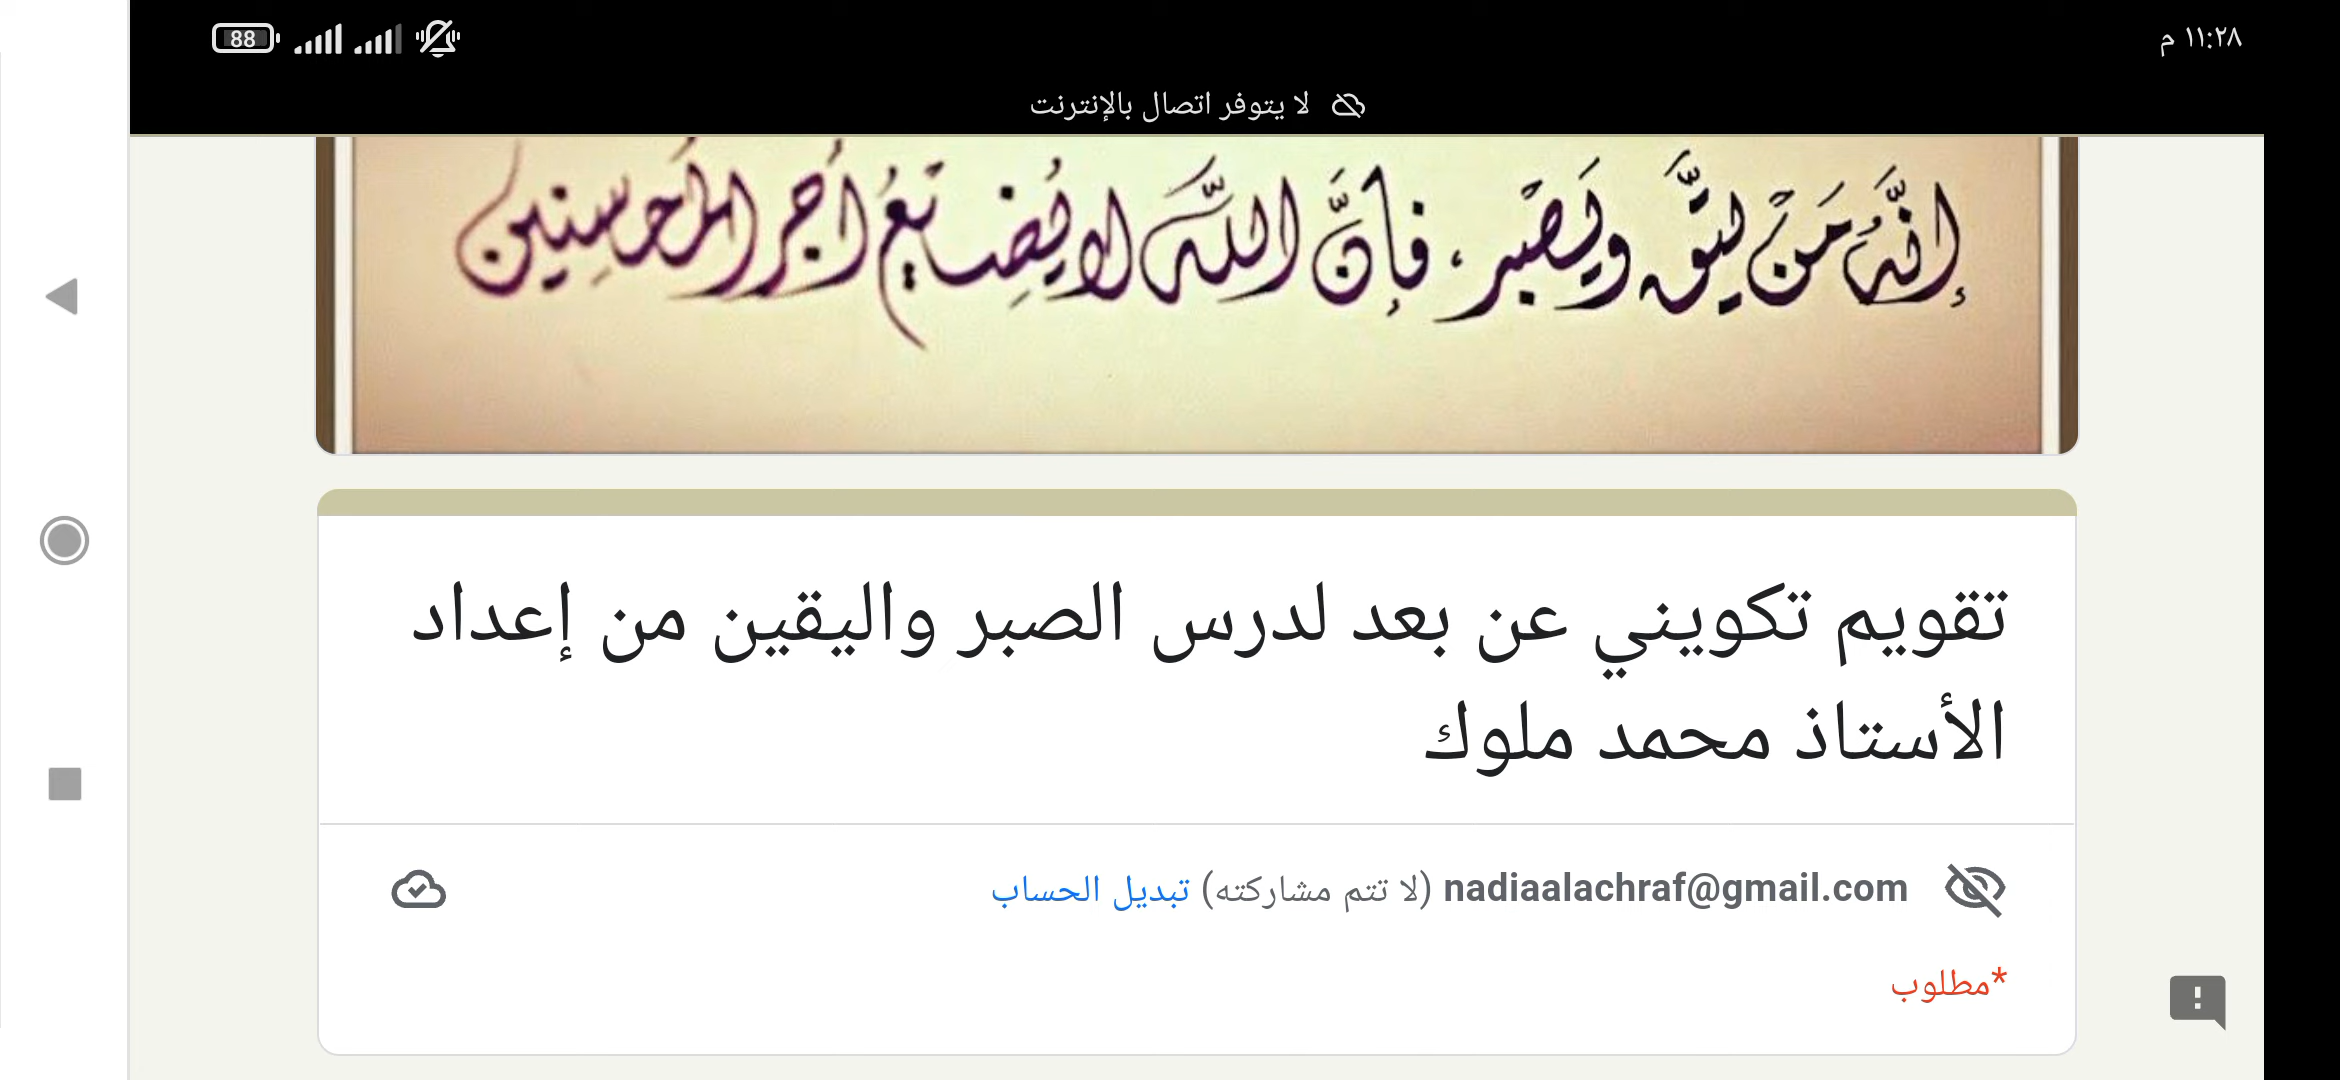 ١١:٢٨ م
88
لا يتوفر اتصال بالإنترنت
إِنَّهُ مَنْ يَتَّقِ وَيَصْبِرْ، فَإِنَّ اللَّهَ لَا يُضِيعُ أَجْرَ الْمُحْسِنِينَ
تقويم تكويني عن بعد لدرس الصبر واليقين من إعداد
الأستاذ محمد ملوك
nadiaalachraf@gmail.com (لا تتم مشاركته) تبديل الحساب
*مطلوب